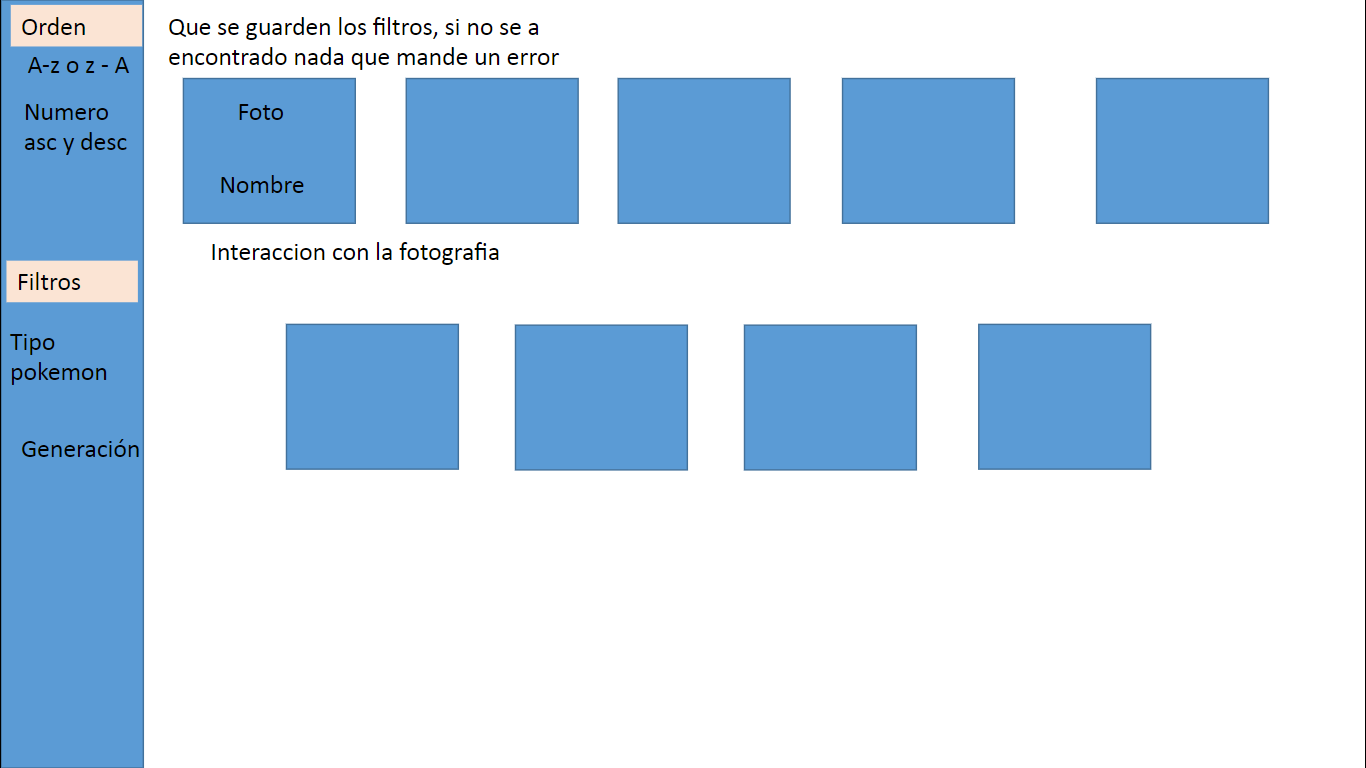 Orden
A-z o z - A
Numero
asc y desc
Filtros
Tipo
pokemon
Generación
Que se guarden los filtros, si no se a
encontrado nada que mande un error
Foto
Nombre
Interaccion con la fotografia